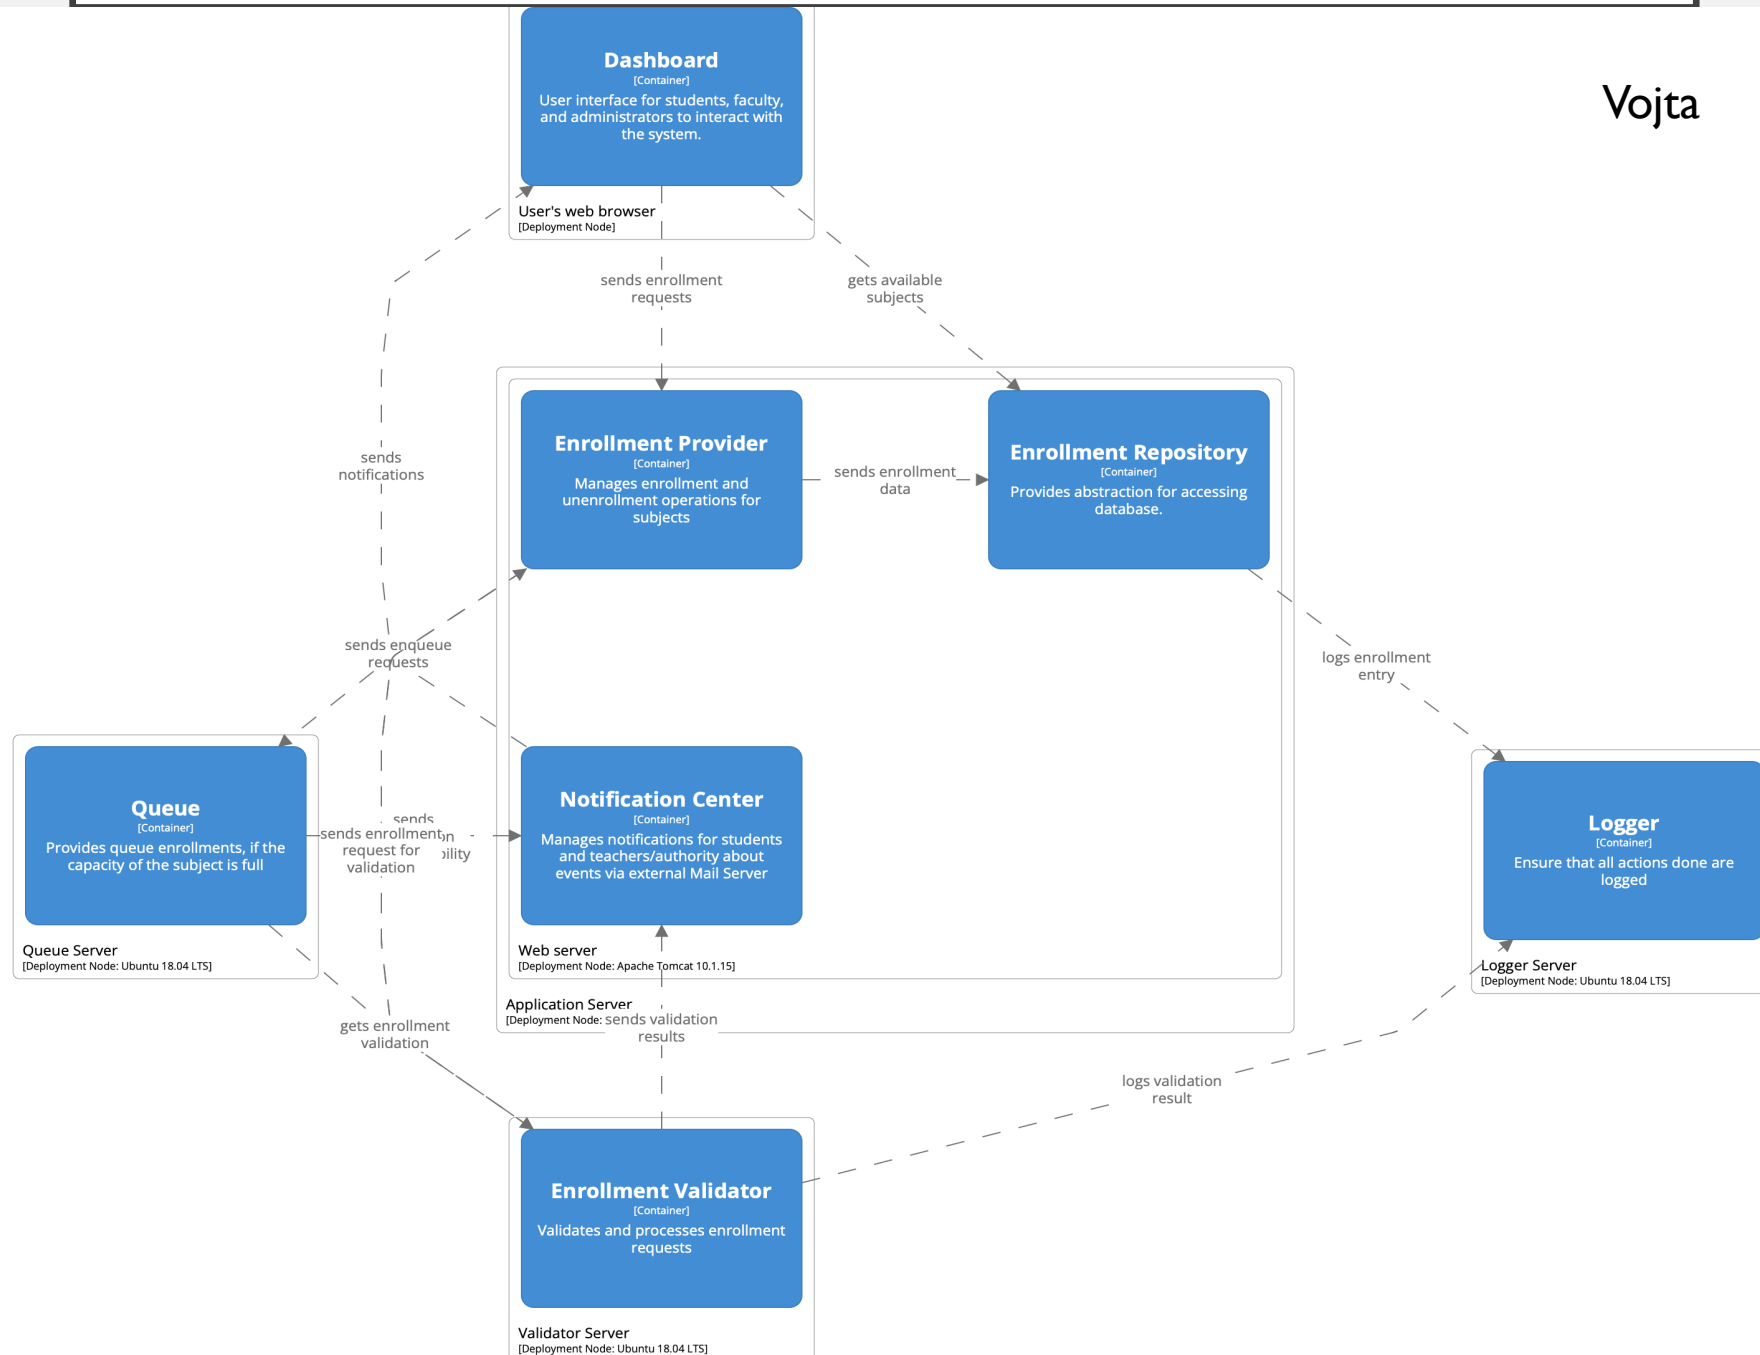 Vojta
Dashboard
[Container]
User interface for students, faculty,
and administrators to interact with
the system.
User's web browser
[Deployment Node]
sends enrollment
requests
gets available
subjects
sends
notifications
Enrollment Provider
[Container]
Manages enrollment and
unenrollment operations for
subjects
sends enrollment
data
Enrollment Repository
[Container]
Provides abstraction for accessing
database.
sends enqueue
requests
logs enrollment
entry
Queue
[Container]
Provides queue enrollments, if the
capacity of the subject is full
Queue Server
[Deployment Node: Ubuntu 18.04 LTS]
sends
sends enrollment
request for
validation
Notification Center
[Container]
Manages notifications for students
and teachers/authority about
events via external Mail Server
Web server
[Deployment Node: Apache Tomcat 10.1.15]
Application Server
[Deployment Node:
sends validation
results
Logger
[Container]
Ensure that all actions done are
logged
Logger Server
[Deployment Node: Ubuntu 18.04 LTS]
gets enrollment
validation
logs validation
result
Enrollment Validator
[Container]
Validates and processes enrollment
requests
Validator Server
[Deployment Node: Ubuntu 18.04 LTS]